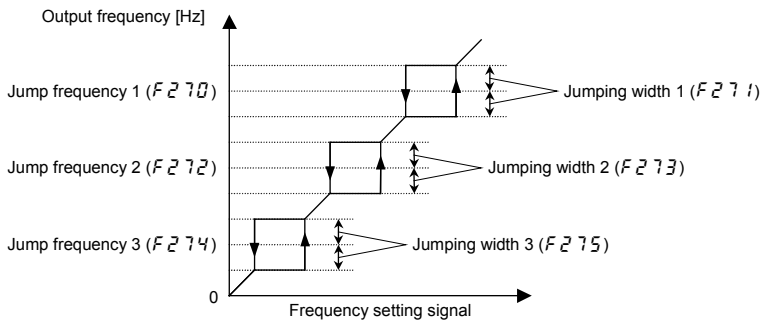 Output frequency [Hz]
Jump frequency 1 (F270)
Jumping width 1 (F271)
Jump frequency 2 (F272)
Jumping width 2 (F273)
Jump frequency 3 (F274)
Jumping width 3 (F275)
0
Frequency setting signal